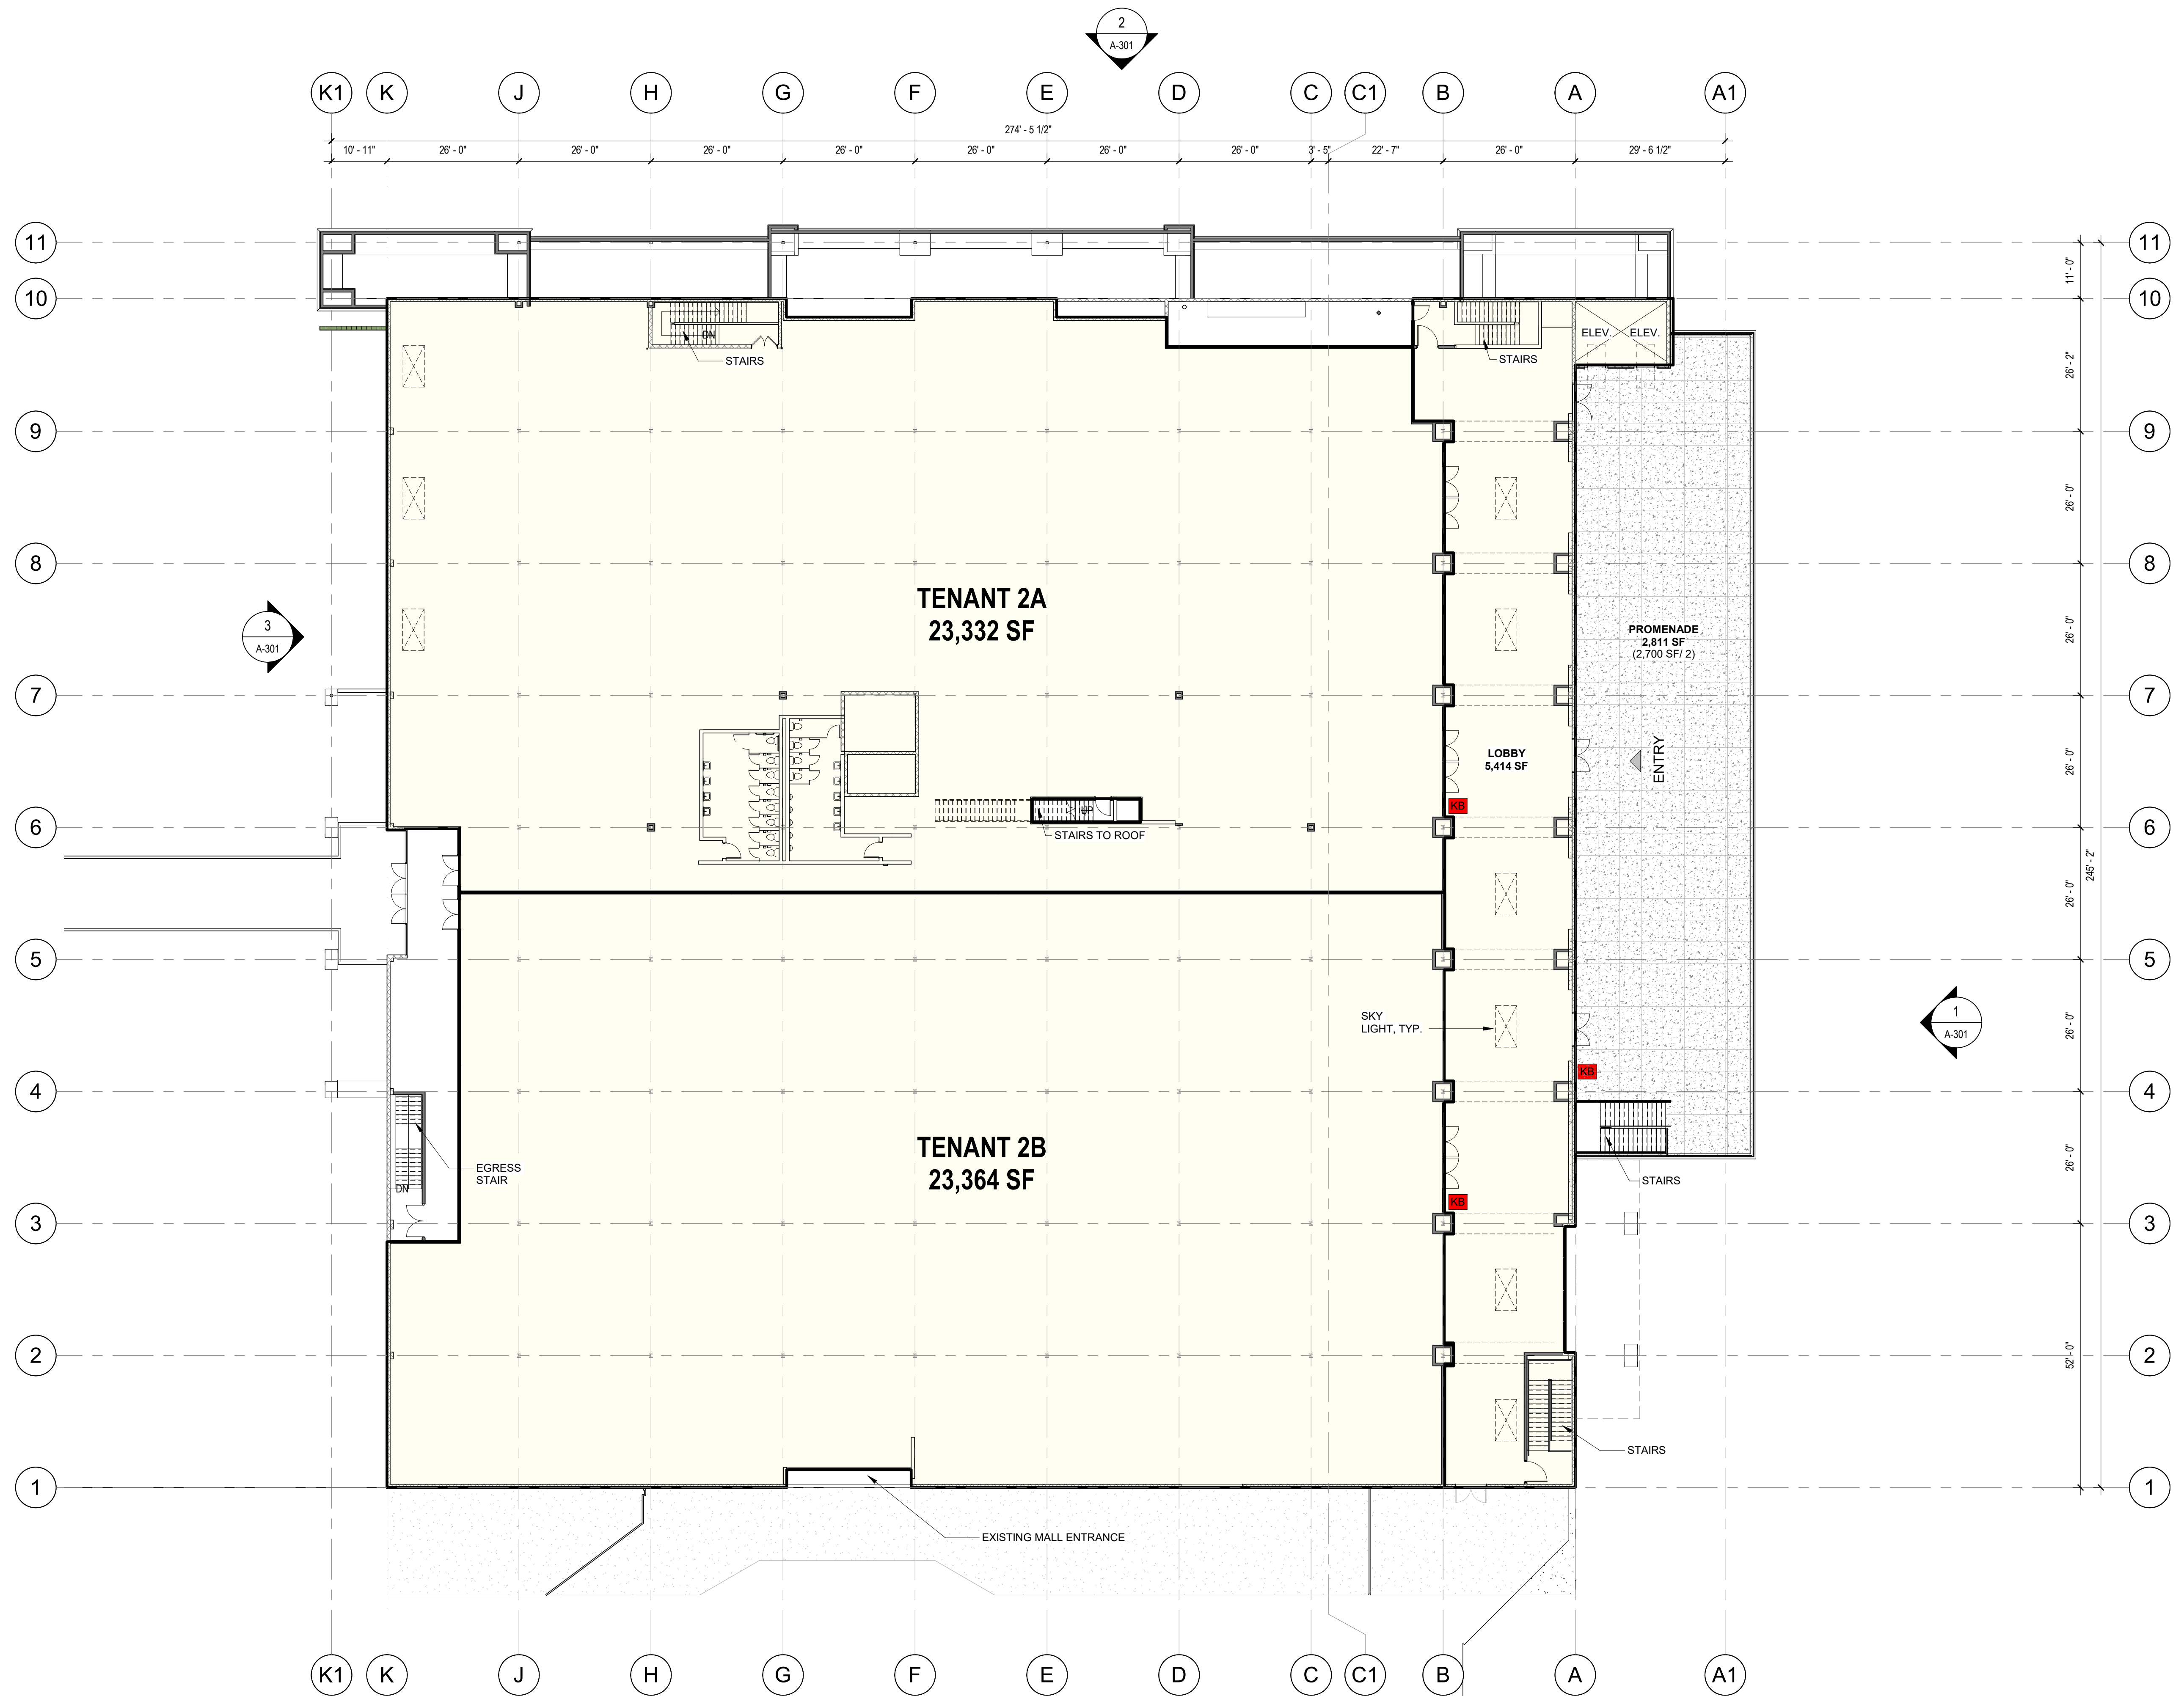 2
A-301
K1 K J H G F E D C C1 B A A1
274' - 5 1/2"
10' - 11" 26' - 0" 26' - 0" 26' - 0" 26' - 0" 26' - 0" 26' - 0" 26' - 0" 3' - 5" 22' - 7" 26' - 0" 29' - 6 1/2"
11 11
11' - 0"
10 10
ELEV. ELEV.
DN
STAIRS STAIRS
26' - 2"
9 9
26' - 0"
8 8
TENANT 2A
23,332 SF
3
A-301
PROMENADE
2,811 SF
(2,700 SF/ 2)
26' - 0"
7 7
LOBBY
5,414 SF
ENTRY
26' - 0"
KB
UP
STAIRS TO ROOF
6 6
245' - 2"
26' - 0"
5 5
SKY
LIGHT, TYP.
26' - 0"
1
A-301
KB
4 4
TENANT 2B
23,364 SF
EGRESS
STAIR
DN
26' - 0"
STAIRS
KB
3 3
2 2
52' - 0"
STAIRS
1 1
EXISTING MALL ENTRANCE
K1 K J H G F E D C C1 B A A1